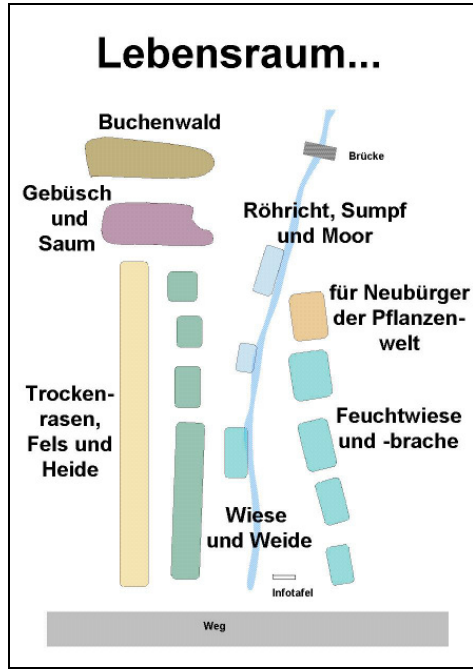 Lebensraum...
Buchenwald
Brücke
Gebüsch
und
Saum
Röhricht, Sumpf
und Moor
für Neubürger
der Pflanzen-
welt
Trocken-
rasen,
Fels und
Heide
Feuchtwiese
und -brache
Wiese
und Weide
Infotafel
Weg